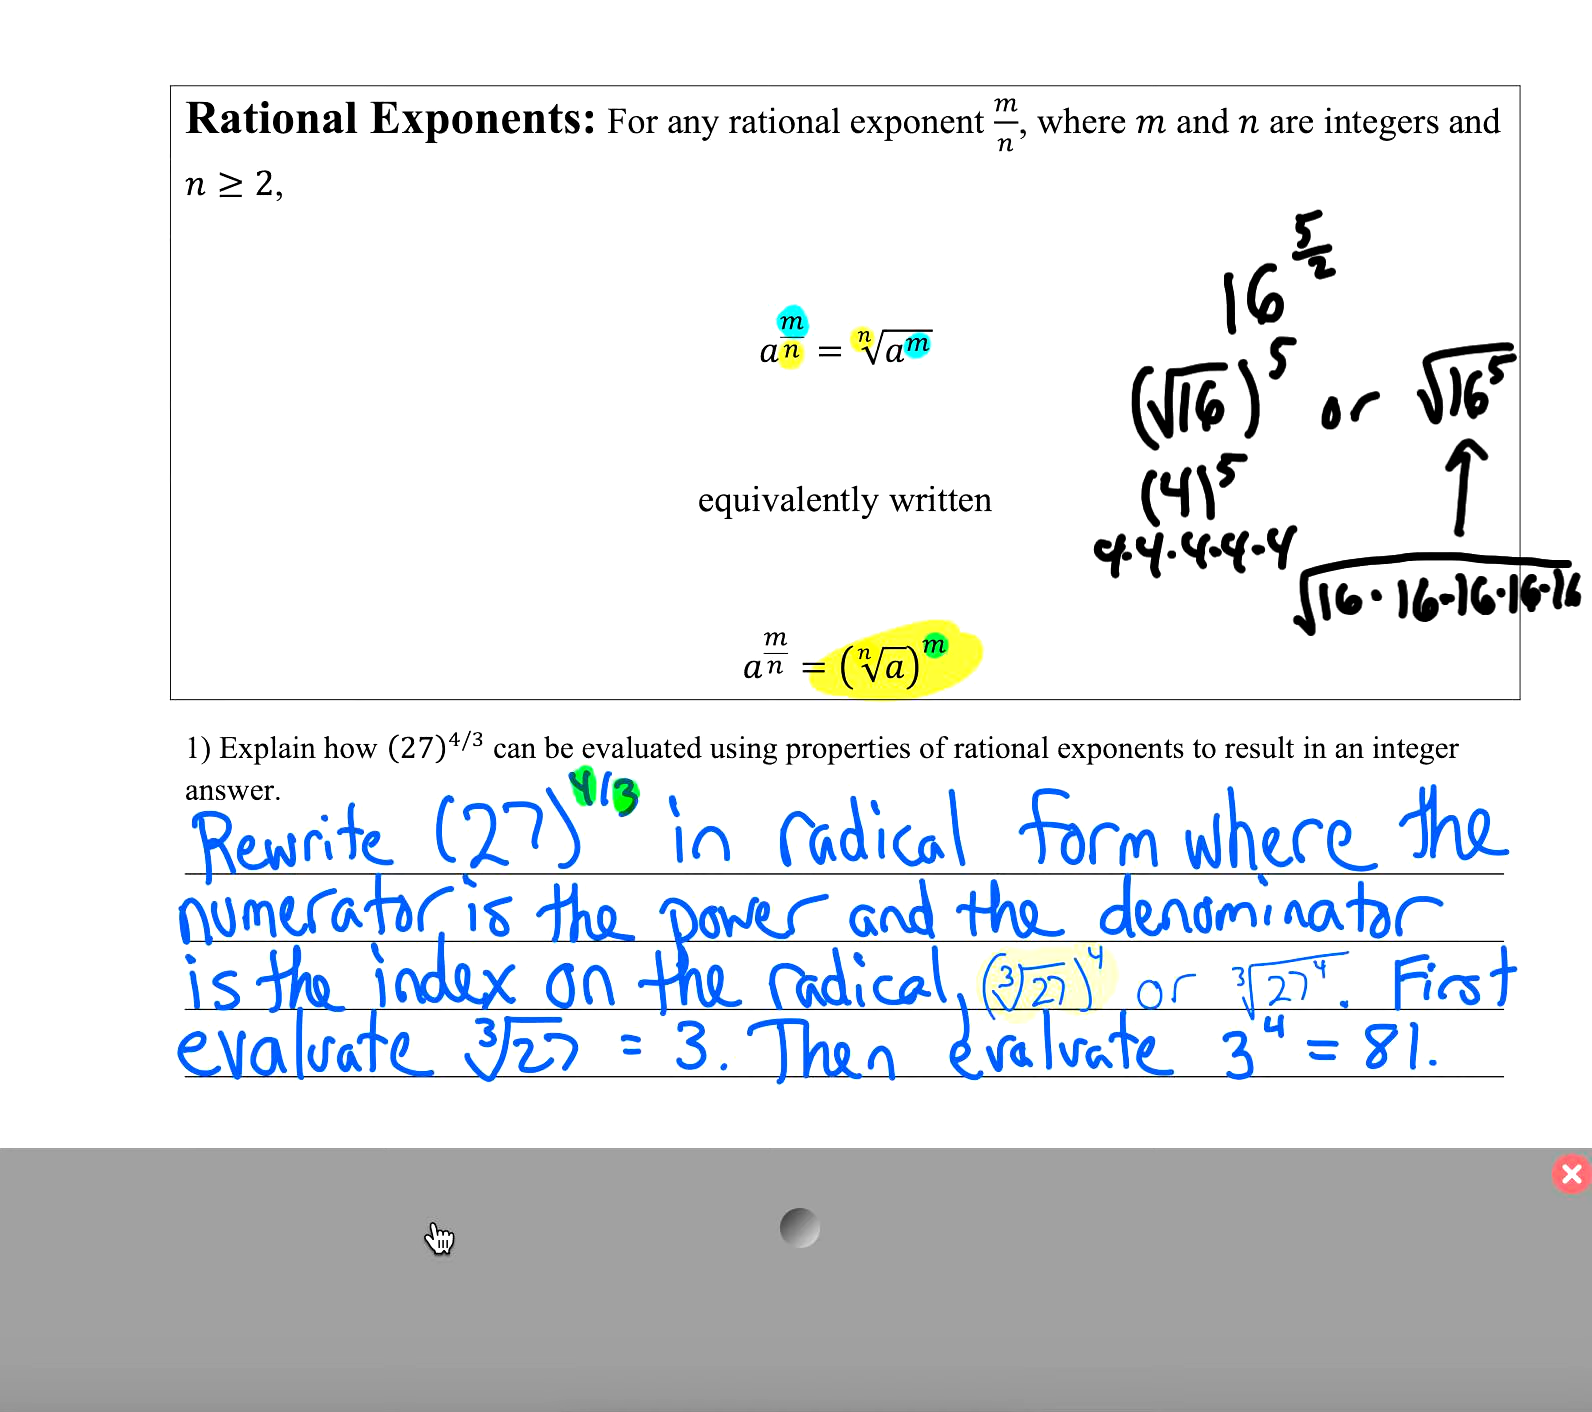 Rational Exponents: For any rational exponent m/n, where m and n are integers and
n ≥ 2,
16^(5/2)
a^(m/n) = ⁿ√(a^m)
(√16)^5 or √(16^5)
equivalently written
(4)^5
4·4·4·4·4
√(16·16·16·16·16)
a^(m/n) = (ⁿ√a)^m
1) Explain how (27)^4/3 can be evaluated using properties of rational exponents to result in an integer
answer.
Rewrite (27)^4/3 in radical form where the
numerator is the power and the denominator
is the index on the radical, (³√27)^4 or ³√(27^4). First
evaluate ³√27 = 3. Then evaluate 3^4 = 81.